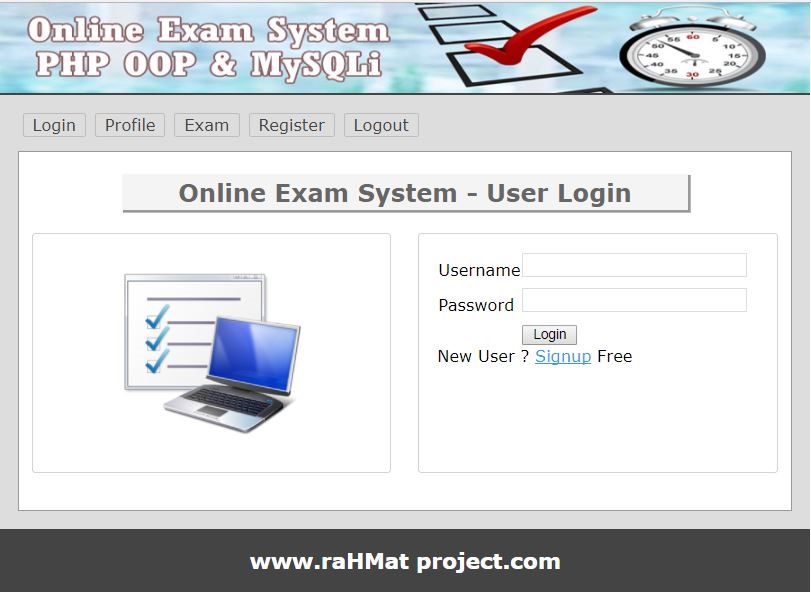 Online Exam System
PHP OOP & MySQLi
60
55
50
45
40
35
30
25
20
15
10
Login Profile Exam Register Logout
Online Exam System - User Login
Username
Password
Login
New User ? Signup Free
www.raHMat project.com